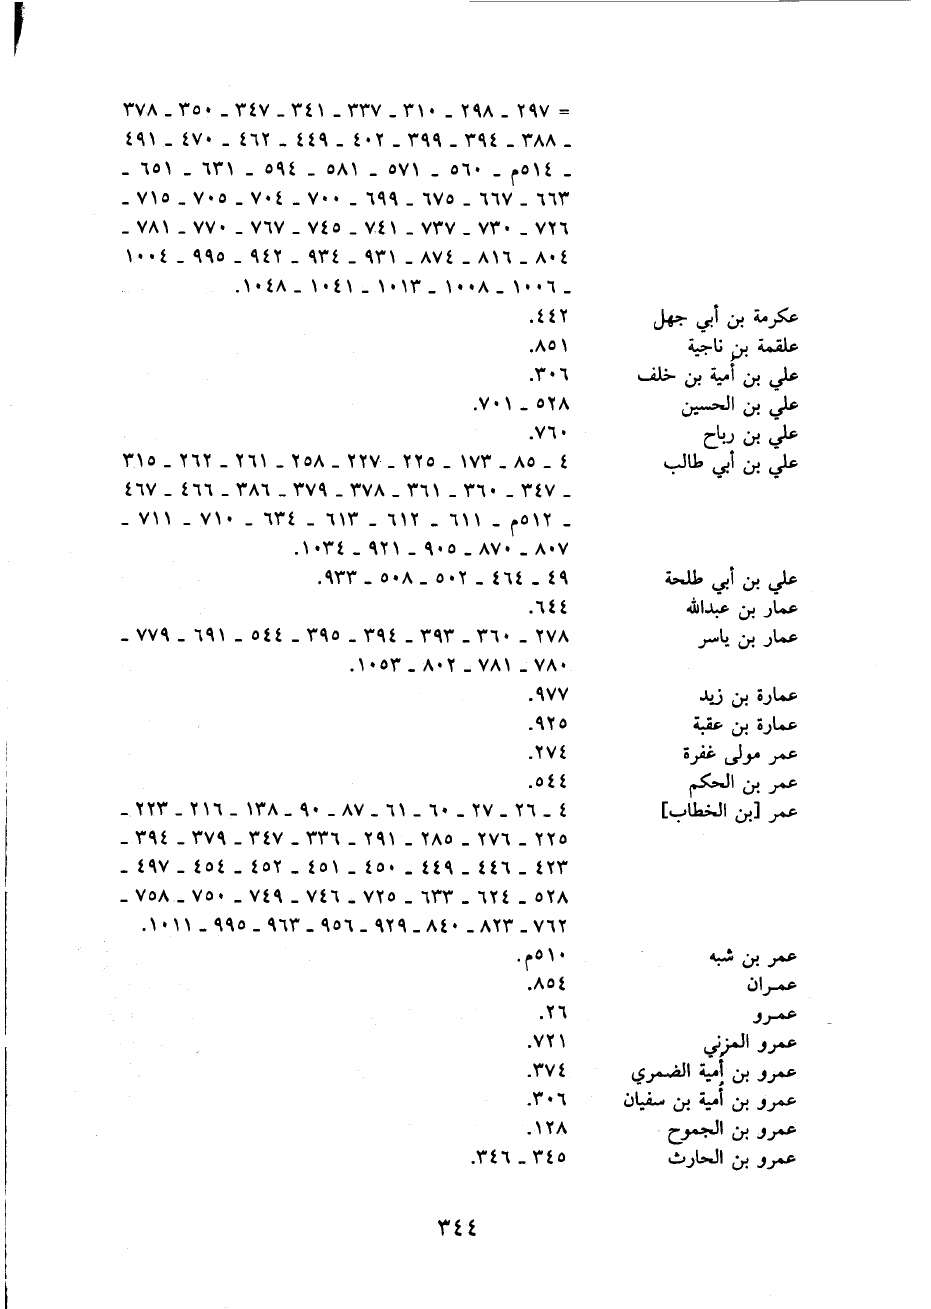 = ٢٩٧ ـ ٢٩٨ ـ ٣١٠ ـ ٣٣٧ ـ ٣٤١ ـ ٣٤٧ ـ ٣٥٠ ـ ٣٧٨
ـ ٣٨٨ ـ ٣٩٤ ـ ٣٩٩ ـ ٤٠٢ ـ ٤٤٩ ـ ٤٦٢ ـ ٤٧٠ ـ ٤٩١
ـ ٥١٤م ـ ٥٦٠ ـ ٥٧١ ـ ٥٨١ ـ ٥٩٤ ـ ٦٣١ ـ ٦٥١ ـ
٦٦٣ ـ ٦٦٧ ـ ٦٧٥ ـ ٦٩٩ ـ ٧٠٠ ـ ٧٠٤ ـ ٧٠٥ ـ ٧١٥ ـ
٧٢٦ ـ ٧٣٠ ـ ٧٣٧ ـ ٧٤١ ـ ٧٤٥ ـ ٧٦٧ ـ ٧٧٠ ـ ٧٨١ ـ
٨٠٤ ـ ٨١٦ ـ ٨٧٤ ـ ٩٣١ ـ ٩٣٤ ـ ٩٤٢ ـ ٩٩٥ ـ ١٠٠٤
ـ ١٠٠٦ ـ ١٠٠٨ ـ ١٠١٣ ـ ١٠٤١ ـ ١٠٤٨.
عكرمة بن أبي جهل ٤٤٢.
علقمة بن ناجية ٨٥١.
علي بن أُمية بن خلف ٣٠٦.
علي بن الحسين ٥٢٨ ـ ٧٠١.
علي بن رباح ٧٦٠.
علي بن أبي طالب ٤ ـ ٨٥ ـ ١٧٣ ـ ٢٢٥ ـ ٢٢٧ ـ ٢٥٨ ـ ٢٦١ ـ ٢٦٢ ـ ٣١٥
ـ ٣٤٧ ـ ٣٦٠ ـ ٣٦١ ـ ٣٧٨ ـ ٣٧٩ ـ ٣٨٦ ـ ٤٦٦ ـ ٤٦٧
ـ ٥١٢م ـ ٦١١ ـ ٦١٢ ـ ٦١٣ ـ ٦٣٤ ـ ٧١٠ ـ ٧١١ ـ
٨٠٧ ـ ٨٧٠ ـ ٩٠٥ ـ ٩٢١ ـ ١٠٣٤.
علي بن أبي طلحة ٤٩ ـ ٤٦٤ ـ ٥٠٢ ـ ٥٠٨ ـ ٩٣٣.
عمار بن عبدالله ٦٤٤.
عمار بن ياسر ٢٧٨ ـ ٣٦٠ ـ ٣٩٣ ـ ٣٩٤ ـ ٣٩٥ ـ ٥٤٤ ـ ٦٩١ ـ ٧٧٩ ـ
٧٨٠ ـ ٧٨١ ـ ٨٠٢ ـ ١٠٥٣.
عمارة بن زيد ٩٧٧.
عمارة بن عقبة ٩٢٥.
عمر مولى غفرة ٢٧٤.
عمر بن الحكم ٥٤٤.
عمر [بن الخطاب] ٤ ـ ٢٦ ـ ٢٧ ـ ٦٠ ـ ٦١ ـ ٨٧ ـ ٩٠ ـ ١٣٨ ـ ٢١٦ ـ ٢٢٣ ـ
٢٢٥ ـ ٢٧٦ ـ ٢٨٥ ـ ٢٩١ ـ ٣٣٦ ـ ٣٤٧ ـ ٣٧٩ ـ ٣٩٤ ـ
٤٢٣ ـ ٤٤٦ ـ ٤٤٩ ـ ٤٥٠ ـ ٤٥١ ـ ٤٥٢ ـ ٤٥٤ ـ ٤٩٧ ـ
٥٢٨ ـ ٦٢٤ ـ ٦٣٣ ـ ٧٢٥ ـ ٧٤٦ ـ ٧٤٩ ـ ٧٥٠ ـ ٧٥٨ ـ
٧٦٢ ـ ٨٢٣ ـ ٨٤٠ ـ ٩٢٩ ـ ٩٥٦ ـ ٩٦٣ ـ ٩٩٥ ـ ١٠١١.
عمر بن شبه ٥١٠م.
عمـران ٨٥٤.
عمـرو ٢٦.
عمرو المزني ٧٢١.
عمرو بن أُمية الضمري ٣٧٤.
عمرو بن أُمية بن سفيان ٣٠٦.
عمرو بن الجموح ١٢٨.
عمرو بن الحارث ٣٤٥ ـ ٣٤٦.
٣٤٤